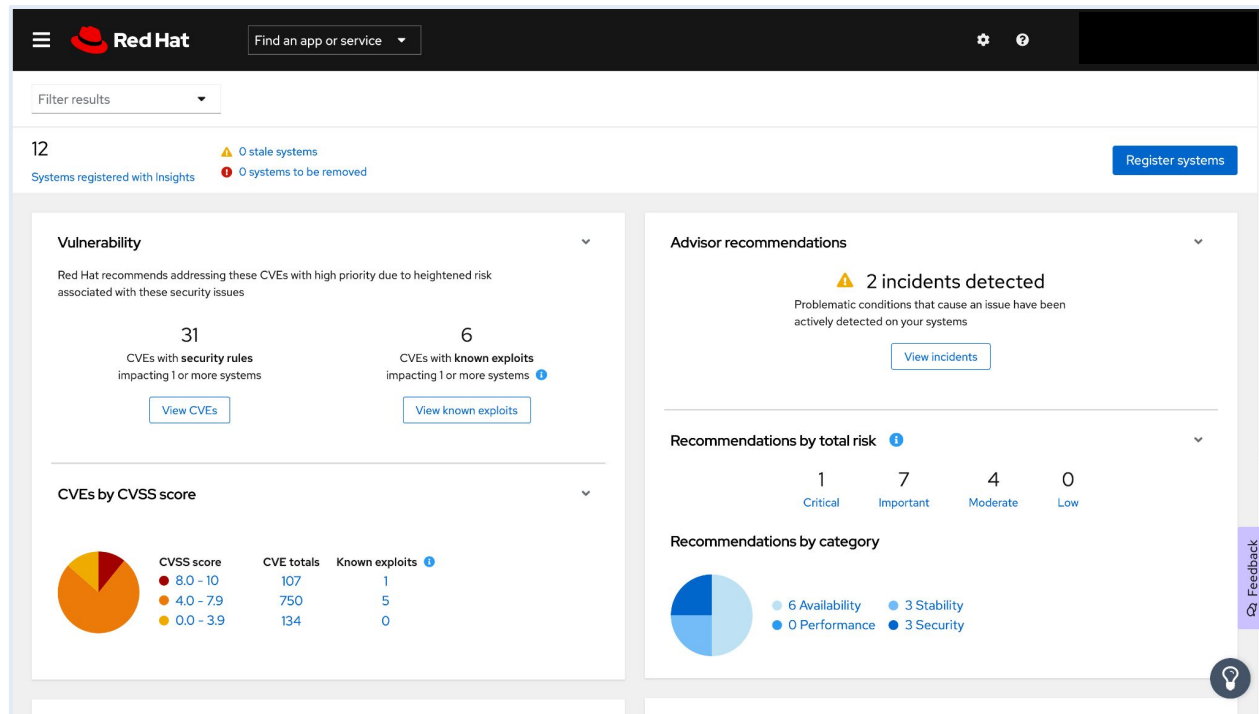 Red Hat
Find an app or service
Filter results
12
Systems registered with Insights
0 stale systems
0 systems to be removed
Register systems
Vulnerability
Red Hat recommends addressing these CVEs with high priority due to heightened risk
associated with these security issues
31
CVEs with security rules
impacting 1 or more systems
View CVEs
6
CVEs with known exploits
impacting 1 or more systems
View known exploits
CVEs by CVSS score
CVSS score CVE totals Known exploits
8.0 - 10 107 1
4.0 - 7.9 750 5
0.0 - 3.9 134 0
Advisor recommendations
2 incidents detected
Problematic conditions that cause an issue have been
actively detected on your systems
View incidents
Recommendations by total risk
1 7 4 0
Critical Important Moderate Low
Recommendations by category
6 Availability 3 Stability
0 Performance 3 Security
Feedback